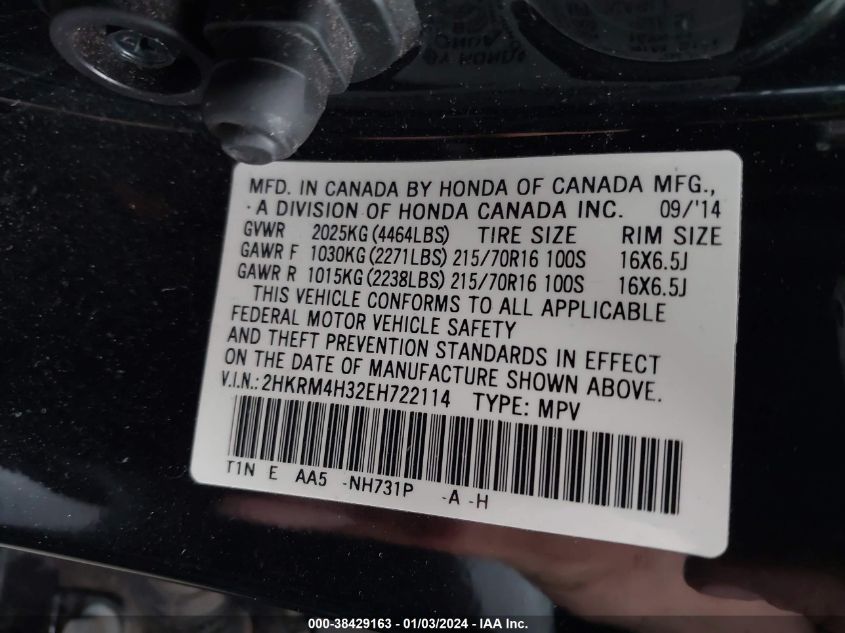 MFD. IN CANADA BY HONDA OF CANADA MFG.,
A DIVISION OF HONDA CANADA INC. 09/'14
GVWR 2025KG (4464LBS) TIRE SIZE RIM SIZE
GAWR F 1030KG (2271LBS) 215/70R16 100S 16X6.5J
GAWR R 1015KG (2238LBS) 215/70R16 100S 16X6.5J
THIS VEHICLE CONFORMS TO ALL APPLICABLE
FEDERAL MOTOR VEHICLE SAFETY
AND THEFT PREVENTION STANDARDS IN EFFECT
ON THE DATE OF MANUFACTURE SHOWN ABOVE.
V.I.N.: 2HKRM4H32EH722114 TYPE: MPV
T1N E AA5 -NH731P -A -H
000-38429163 - 01/03/2024 - IAA Inc.